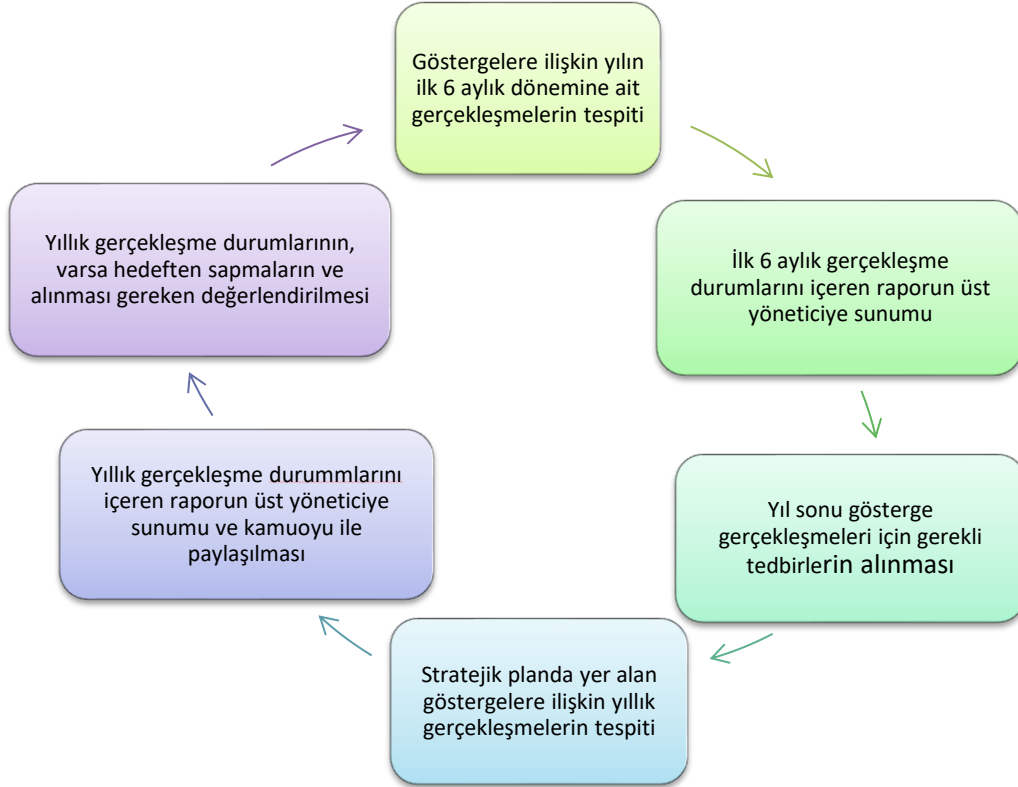 Göstergelere ilişkin yılın
ilk 6 aylık dönemine ait
gerçekleşmelerin tespiti
İlk 6 aylık gerçekleşme
durumlarını içeren raporun üst
yöneticiye sunumu
Yıl sonu gösterge
gerçekleşmeleri için gerekli
tedbirlerin alınması
Stratejik planda yer alan
göstergelere ilişkin yıllık
gerçekleşmelerin tespiti
Yıllık gerçekleşme durummlarını
içeren raporun üst yöneticiye
sunumu ve kamuoyu ile
paylaşılması
Yıllık gerçekleşme durumlarının,
varsa hedeften sapmaların ve
alınması gereken değerlendirilmesi